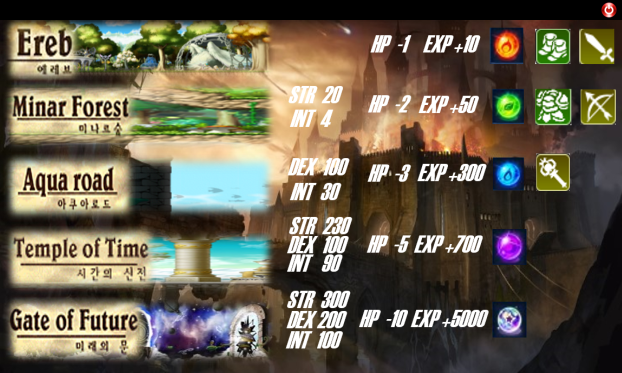 Ereb
에레브
HP -1 EXP +10
Minar Forest
미나르숲
STR 20
INT 4
HP -2 EXP +50
Aqua road
아쿠아로드
DEX 100
INT 30
HP -3 EXP +300
Temple of Time
시간의 신전
STR 230
DEX 100
INT 90
HP -5 EXP +700
Gate of Future
미래의 문
STR 300
DEX 200
INT 100
HP -10 EXP +5000